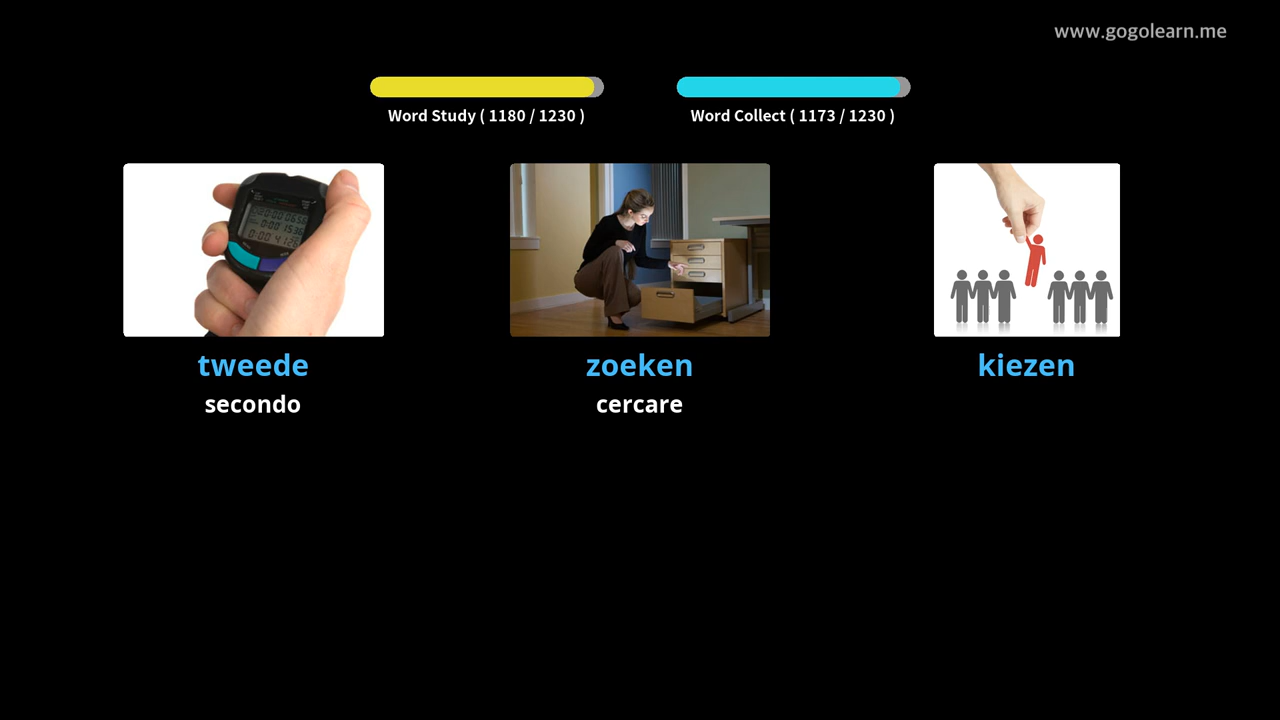 www.gogolearn.me
Word Study ( 1180 / 1230 )
Word Collect ( 1173 / 1230 )
tweede
zoeken
kiezen
secondo
cercare